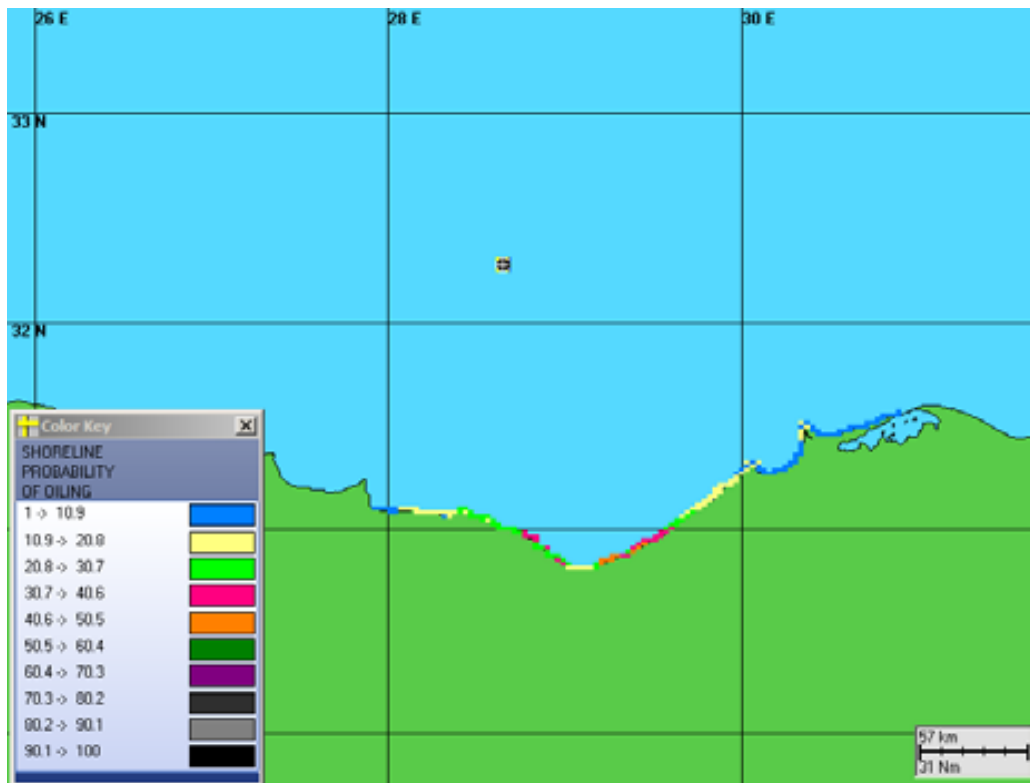 26 E
28 E
30 E
33 N
32 N
Color Key
SHORELINE
PROBABILITY
OF OILING
1 -> 10.9
10.9 -> 20.8
20.8 -> 30.7
30.7 -> 40.6
40.6 -> 50.5
50.5 -> 60.4
60.4 -> 70.3
70.3 -> 80.2
80.2 -> 90.1
90.1 -> 100
57 km
31 Nm